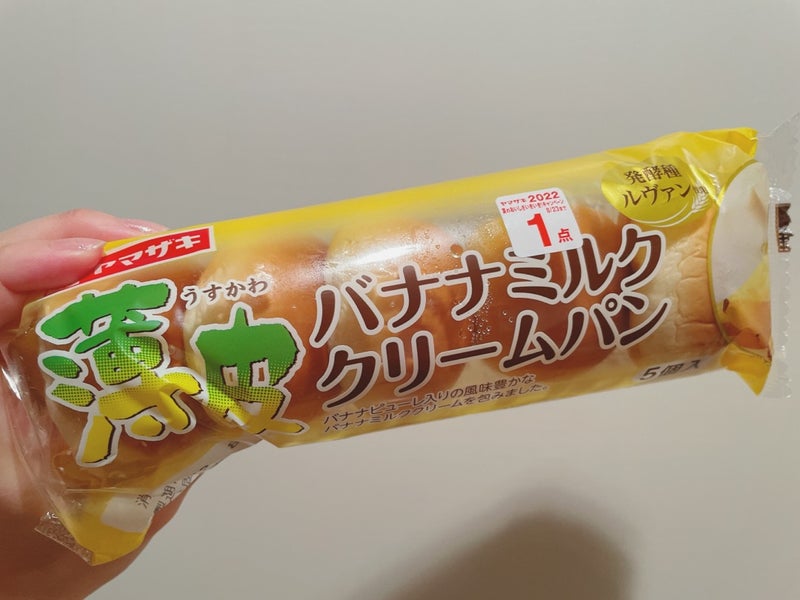 ヤマザキ
薄皮
うすかわ
バナナミルク
クリームパン
バナナピューレ入りの風味豊かな
バナナミルククリームを包みました。
5個入
発酵種
ルヴァン
ヤマザキ 2022
1点